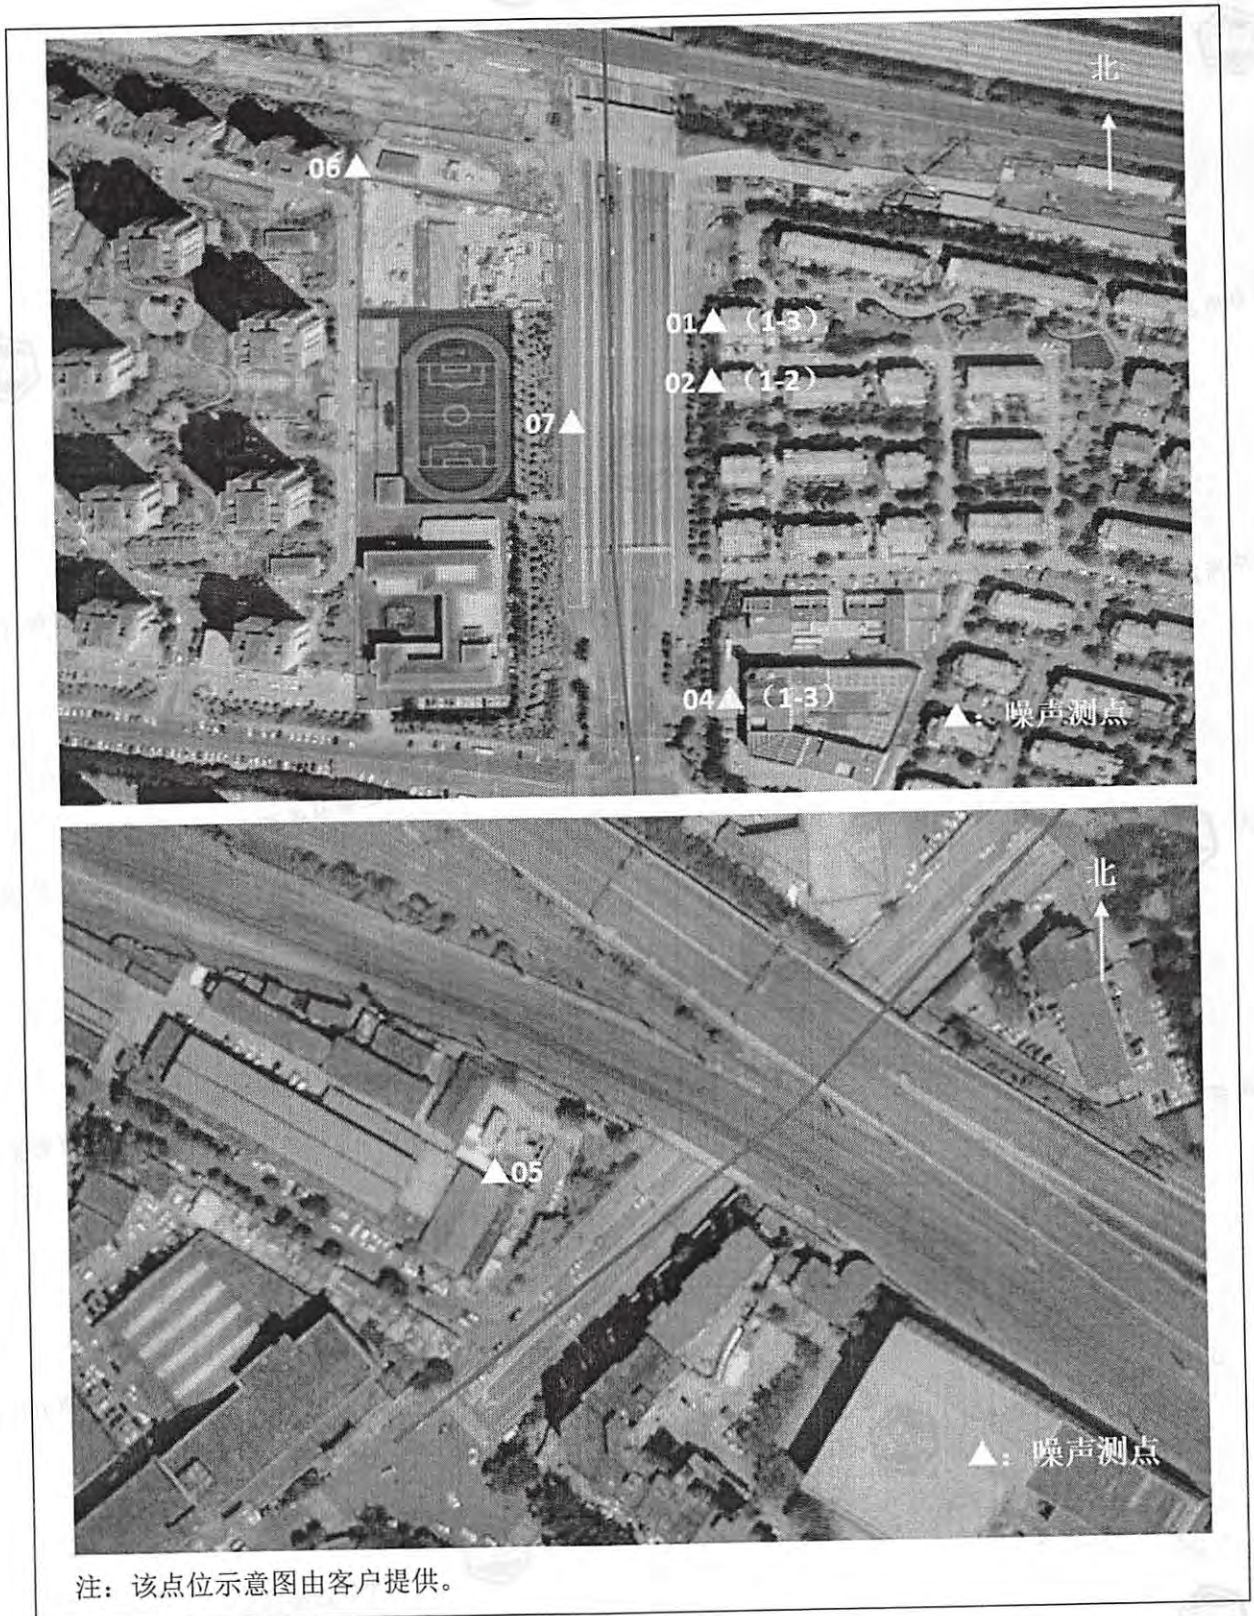 北
06
01 （1-3）
02 （1-2）
07
04 （1-3）
：噪声测点
北
05
：噪声测点
注：该点位示意图由客户提供。